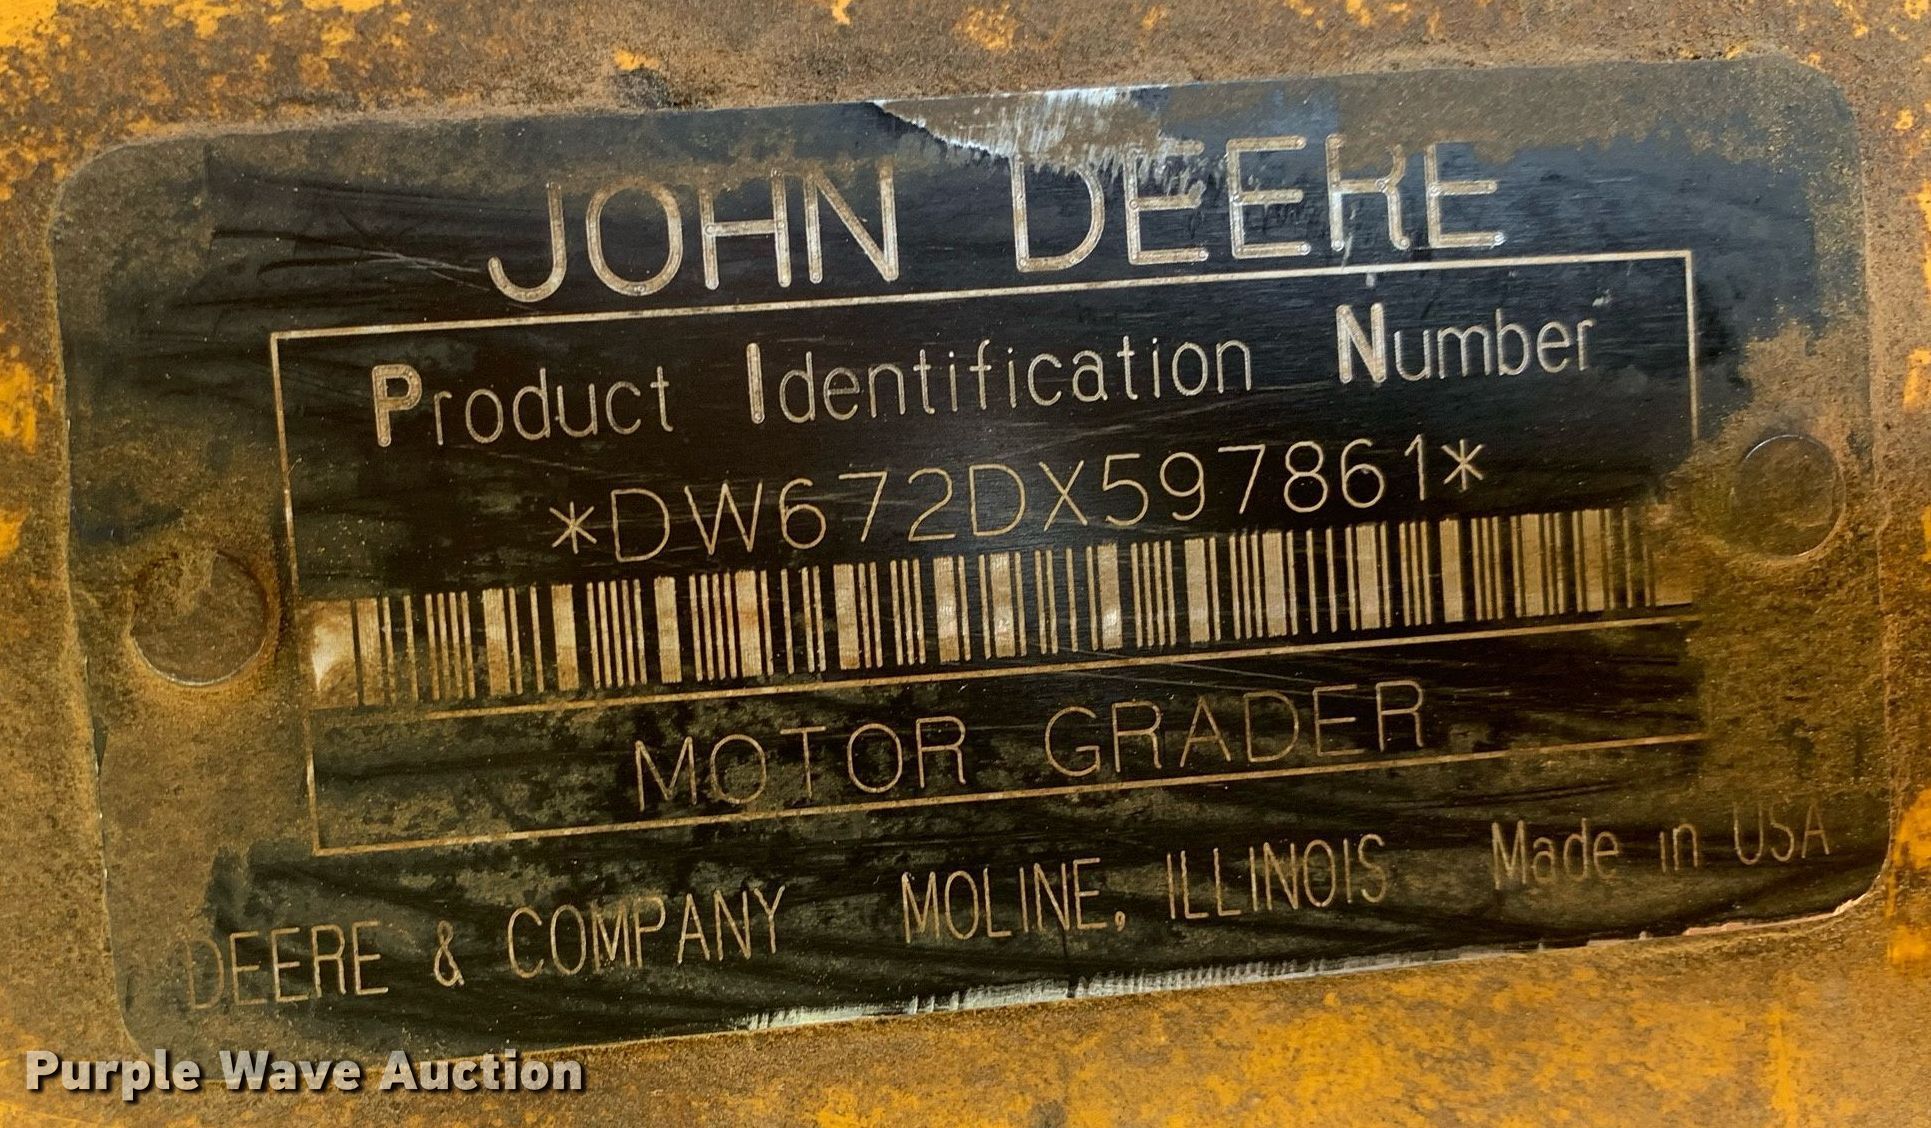 JOHN DEERE
Product Identification Number
*DW672DX597861*
MOTOR GRADER
DEERE & COMPANY MOLINE, ILLINOIS Made in USA
Purple Wave Auction